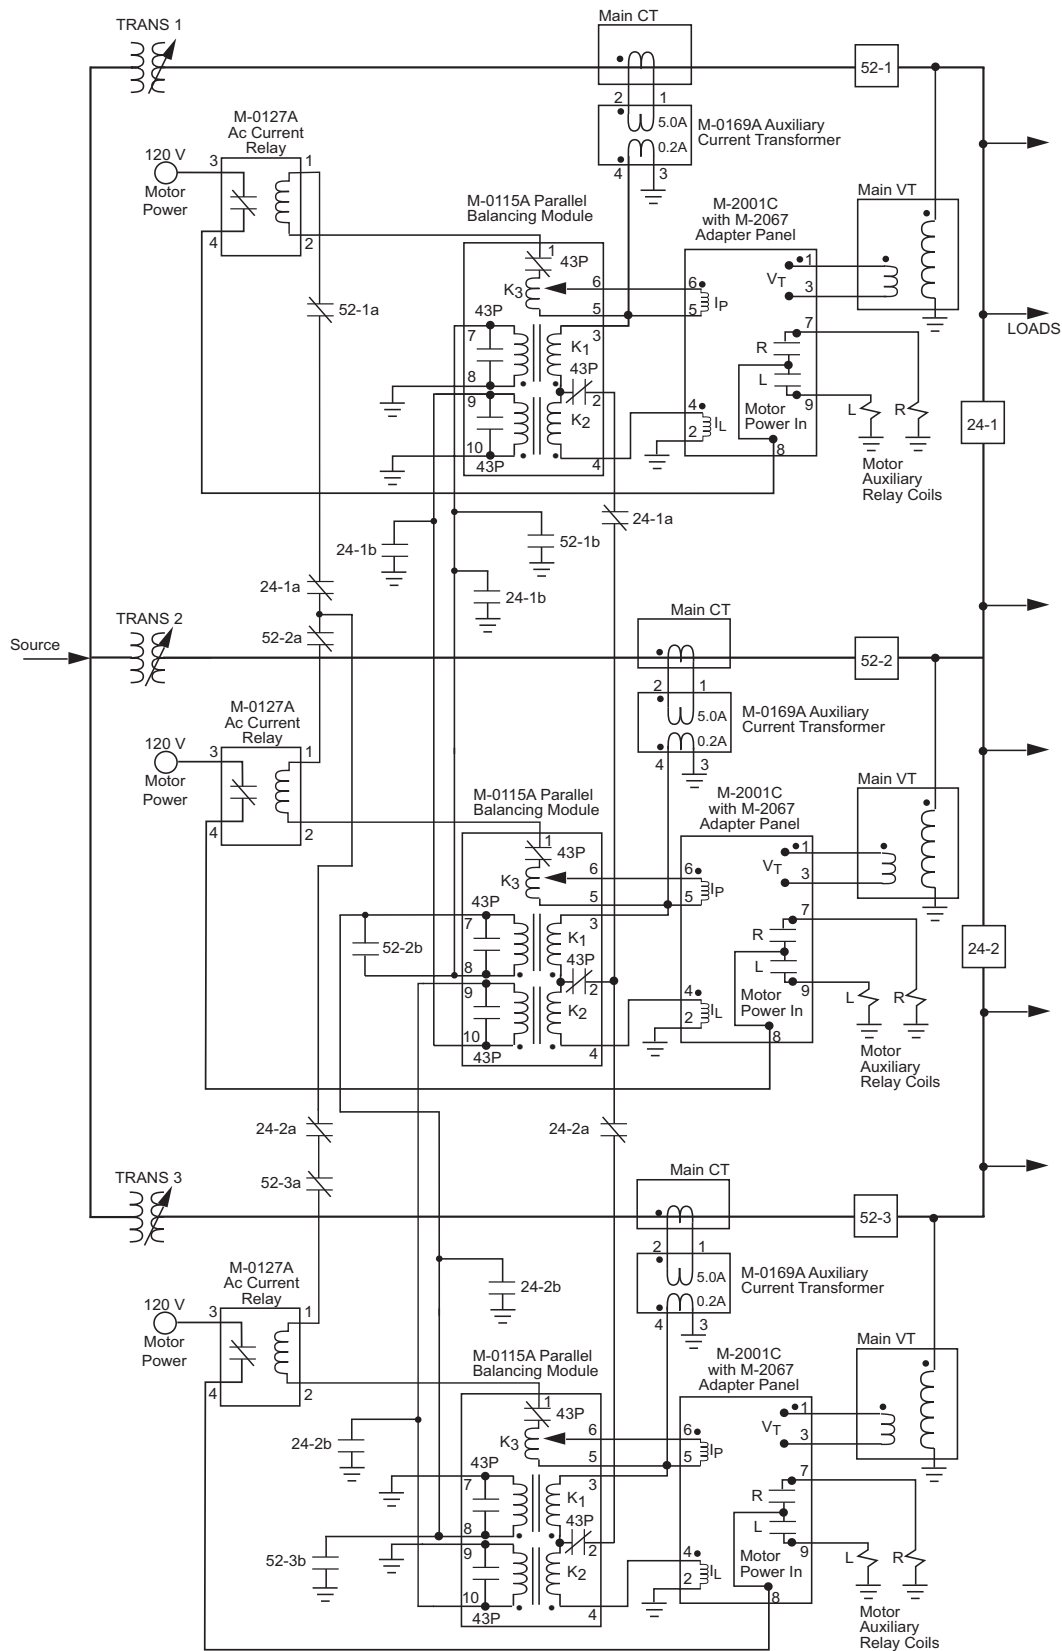 Main CT
TRANS 1
52-1
2 1
M-0127A
Ac Current
Relay
5.0A
M-0169A Auxiliary
Current Transformer
0.2A
120 V
3 1
4 3
Motor
Power
Main VT
M-0115A Parallel
Balancing Module
M-2001C
with M-2067
Adapter Panel
4 2
1
43P
1
VT
6 6
K3
IP
3
5 5
52-1a
43P
7
7 3
K1
R
LOADS
43P
8
L
2
9
4
K2
IL
Motor
Power In
9
L
R
24-1
2
10
43P
4
8
Motor
Auxiliary
Relay Coils
24-1a
24-1b
52-1b
24-1a
24-1b
TRANS 2
Main CT
Source
52-2a
52-2
2 1
M-0127A
Ac Current
Relay
5.0A
M-0169A Auxiliary
Current Transformer
0.2A
120 V
3 1
4 3
Motor
Power
Main VT
M-0115A Parallel
Balancing Module
M-2001C
with M-2067
Adapter Panel
4 2
1
43P
1
VT
6 6
K3
IP
3
5 5
43P
7
7 3
K1
R
52-2b
43P
24-2
8
L
2
9
4
K2
IL
Motor
Power In
9
L
R
2
10
43P
4
8
Motor
Auxiliary
Relay Coils
24-2a
24-2a
Main CT
TRANS 3
52-3a
52-3
2 1
M-0127A
Ac Current
Relay
24-2b
5.0A
M-0169A Auxiliary
Current Transformer
0.2A
120 V
3 1
4 3
Motor
Power
Main VT
M-0115A Parallel
Balancing Module
M-2001C
with M-2067
Adapter Panel
4 2
1
43P
1
VT
6 6
24-2b
K3
IP
3
5 5
43P
7
7 3
K1
R
43P
8
L
2
52-3b
9
4
K2
IL
Motor
Power In
9
L
R
2
10
43P
4
8
Motor
Auxiliary
Relay Coils